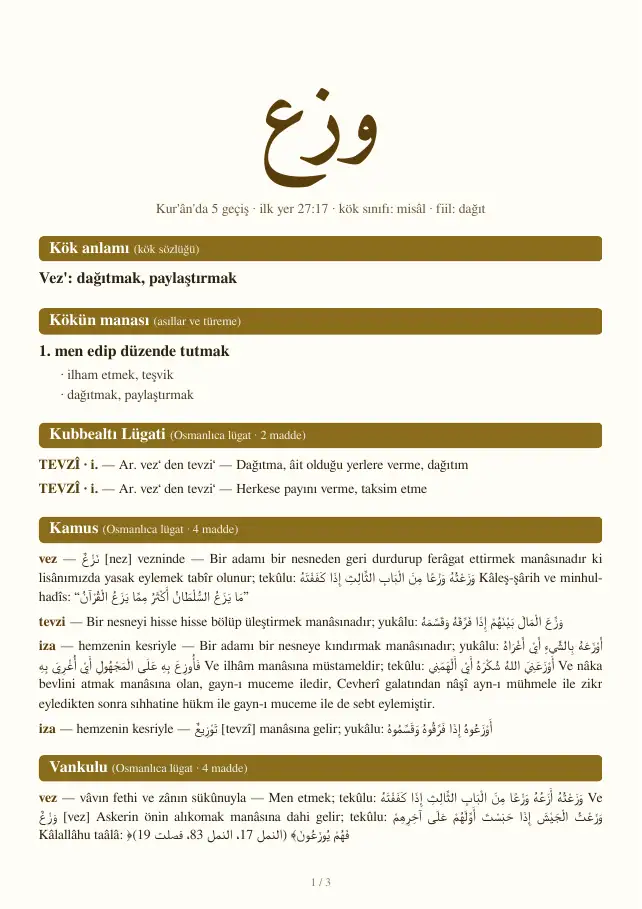 وزع
Kur'ân'da 5 geçiş · ilk yer 27:17 · kök sınıfı: misâl · fiil: dağıt
Kök anlamı (kök sözlüğü)
Vez': dağıtmak, paylaştırmak
Kökün manası (asıllar ve türeme)
1. men edip düzende tutmak
· ilham etmek, teşvik
· dağıtmak, paylaştırmak
Kubbealtı Lügati (Osmanlıca lügat · 2 madde)
TEVZÎ · i. — Ar. vez‘ den tevzi‘ — Dağıtma, âit olduğu yerlere verme, dağıtım
TEVZÎ · i. — Ar. vez‘ den tevzi‘ — Herkese payını verme, taksim etme
Kamus (Osmanlıca lügat · 4 madde)
vez — نَزْعٌ [nez] vezninde — Bir adamı bir nesneden geri durdurup ferâgat ettirmek manâsınadır ki
lisânımızda yasak eylemek tabîr olunur; tekûlu: وَزَعْتُهُ وَزْعًا مِنَ الْبَابِ الثَّالِثِ إِذَا كَفَفْتَهُ Kâleş-şârih ve minhul-
hadîs: “مَا يَزَعُ السُّلْطَانُ أَكْثَرُ مِمَّا يَزَعُ الْقُرْآنُ”
tevzi — Bir nesneyi hisse hisse bölüp üleştirmek manâsınadır; yukâlu: وَزَّعَ الْمَالَ بَيْنَهُمْ إِذَا فَرَّقَهُ وَقَسَّمَهُ
iza — hemzenin kesriyle — Bir adamı bir nesneye kındırmak manâsınadır; yukâlu: أَوْزَعَهُ بِالشَّيْءِ أَيْ أَغْرَاهُ
فَأُوزِعَ بِهِ عَلَى الْمَجْهُولِ أَيْ أُغْرِيَ بِهِ Ve ilhâm manâsına müstameldir; tekûlu: أَوْزَعَنِيَ اللهُ شُكْرَهُ أَيْ أَلْهَمَنِي Ve nâka
bevlini atmak manâsına olan, gayn-ı muceme iledir, Cevherî galatından nâşî ayn-ı mühmele ile zikr
eyledikten sonra sıhhatine hükm ile gayn-ı muceme ile de sebt eylemiştir.
iza — hemzenin kesriyle — تَوْزِيعٌ [tevzî] manâsına gelir; yukâlu: أَوْزَعُوهُ إِذَا فَرَّقُوهُ وَقَسَّمُوهُ
Vankulu (Osmanlıca lügat · 4 madde)
vez — vâvın fethi ve zânın sükûnuyla — Men etmek; tekûlu: وَزَعْتُهُ أَزَعُهُ وَزْعًا مِنَ الْبَابِ الثَّالِثِ إِذَا كَفَفْتَهُ Ve
وَزْعٌ [vez] Askerin önin alıkomak manâsına dahi gelir; tekûlu: وَزَعْتُ الْجَيْشَ إِذَا حَبَسْتَ أَوَّلَهُمْ عَلَى آخِرِهِمْ
Kâlallâhu taâlâ: ﴿فَهُمْ يُوزَعُونَ﴾ (النمل 17، النمل 83، فصلت 19)
1 / 3